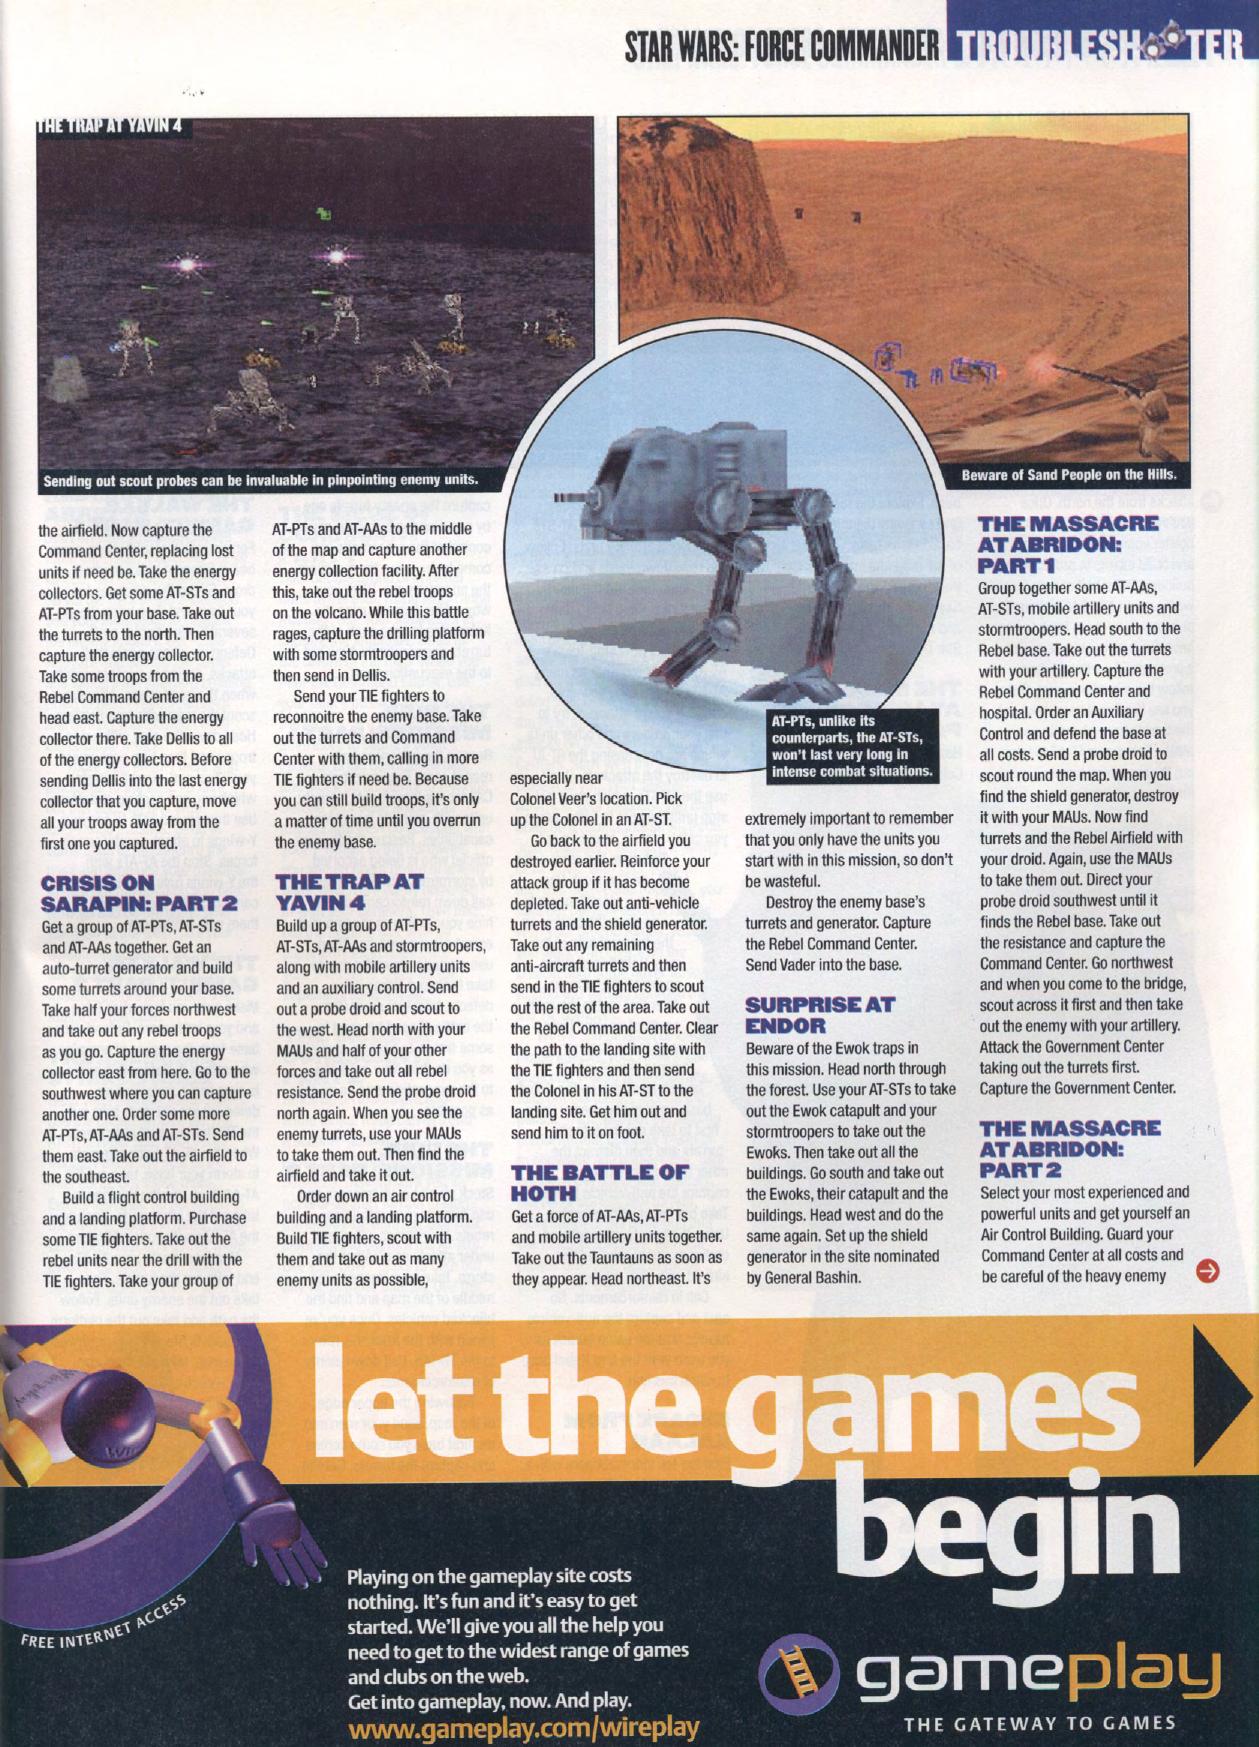 STAR WARS: FORCE COMMANDER TROUBLESHOOTER
THE TRAP AT YAVIN 4
Sending out scout probes can be invaluable in pinpointing enemy units.
Beware of Sand People on the Hills.
AT-PTs, unlike its
counterparts, the AT-STs,
won't last very long in
intense combat situations.
the airfield. Now capture the
Command Center, replacing lost
units if need be. Take the energy
collectors. Get some AT-STs and
AT-PTs from your base. Take out
the turrets to the north. Then
capture the energy collector.
Take some troops from the
Rebel Command Center and
head east. Capture the energy
collector there. Take Dellis to all
of the energy collectors. Before
sending Dellis into the last energy
collector that you capture, move
all your troops away from the
first one you captured.
CRISIS ON
SARAPIN: PART 2
Get a group of AT-PTs, AT-STs
and AT-AAs together. Get an
auto-turret generator and build
some turrets around your base.
Take half your forces northwest
and take out any rebel troops
as you go. Capture the energy
collector east from here. Go to the
southwest where you can capture
another one. Order some more
AT-PTs, AT-AAs and AT-STs. Send
them east. Take out the airfield to
the southeast.
Build a flight control building
and a landing platform. Purchase
some TIE fighters. Take out the
rebel units near the drill with the
TIE fighters. Take your group of
AT-PTs and AT-AAs to the middle
of the map and capture another
energy collection facility. After
this, take out the rebel troops
on the volcano. While this battle
rages, capture the drilling platform
with some stormtroopers and
then send in Dellis.
Send your TIE fighters to
reconnoitre the enemy base. Take
out the turrets and Command
Center with them, calling in more
TIE fighters if need be. Because
you can still build troops, it's only
a matter of time until you overrun
the enemy base.
THE TRAP AT
YAVIN 4
Build up a group of AT-PTs,
AT-STs, AT-AAs and stormtroopers,
along with mobile artillery units
and an auxiliary control. Send
out a probe droid and scout to
the west. Head north with your
MAUs and half of your other
forces and take out all rebel
resistance. Send the probe droid
north again. When you see the
enemy turrets, use your MAUs
to take them out. Then find the
airfield and take it out.
Order down an air control
building and a landing platform.
Build TIE fighters, scout with
them and take out as many
enemy units as possible,
especially near
Colonel Veer's location. Pick
up the Colonel in an AT-ST.
Go back to the airfield you
destroyed earlier. Reinforce your
attack group if it has become
depleted. Take out anti-vehicle
turrets and the shield generator.
Take out any remaining
anti-aircraft turrets and then
send in the TIE fighters to scout
out the rest of the area. Take out
the Rebel Command Center. Clear
the path to the landing site with
the TIE fighters and then send
the Colonel in his AT-ST to the
landing site. Get him out and
send him to it on foot.
THE BATTLE OF
HOTH
Get a force of AT-AAs, AT-PTs
and mobile artillery units together.
Take out the Tauntauns as soon as
they appear. Head northeast. It's
extremely important to remember
that you only have the units you
start with in this mission, so don't
be wasteful.
Destroy the enemy base's
turrets and generator. Capture
the Rebel Command Center.
Send Vader into the base.
SURPRISE AT
ENDOR
Beware of the Ewok traps in
this mission. Head north through
the forest. Use your AT-STs to take
out the Ewok catapult and your
stormtroopers to take out the
Ewoks. Then take out all the
buildings. Go south and take out
the Ewoks, their catapult and the
buildings. Head west and do the
same again. Set up the shield
generator in the site nominated
by General Bashin.
THE MASSACRE
AT ABRIDON:
PART 1
Group together some AT-AAs,
AT-STs, mobile artillery units and
stormtroopers. Head south to the
Rebel base. Take out the turrets
with your artillery. Capture the
Rebel Command Center and
hospital. Order an Auxiliary
Control and defend the base at
all costs. Send a probe droid to
scout round the map. When you
find the shield generator, destroy
it with your MAUs. Now find
turrets and the Rebel Airfield with
your droid. Again, use the MAUs
to take them out. Direct your
probe droid southwest until it
finds the Rebel base. Take out
the resistance and capture the
Command Center. Go northwest
and when you come to the bridge,
scout across it first and then take
out the enemy with your artillery.
Attack the Government Center
taking out the turrets first.
Capture the Government Center.
THE MASSACRE
AT ABRIDON:
PART 2
Select your most experienced and
powerful units and get yourself an
Air Control Building. Guard your
Command Center at all costs and
be careful of the heavy enemy
let the games
begin
FREE INTERNET ACCESS
Playing on the gameplay site costs
nothing. It's fun and it's easy to get
started. We'll give you all the help you
need to get to the widest range of games
and clubs on the web.
Get into gameplay, now. And play.
www.gameplay.com/wireplay
gameplay
THE GATEWAY TO GAMES